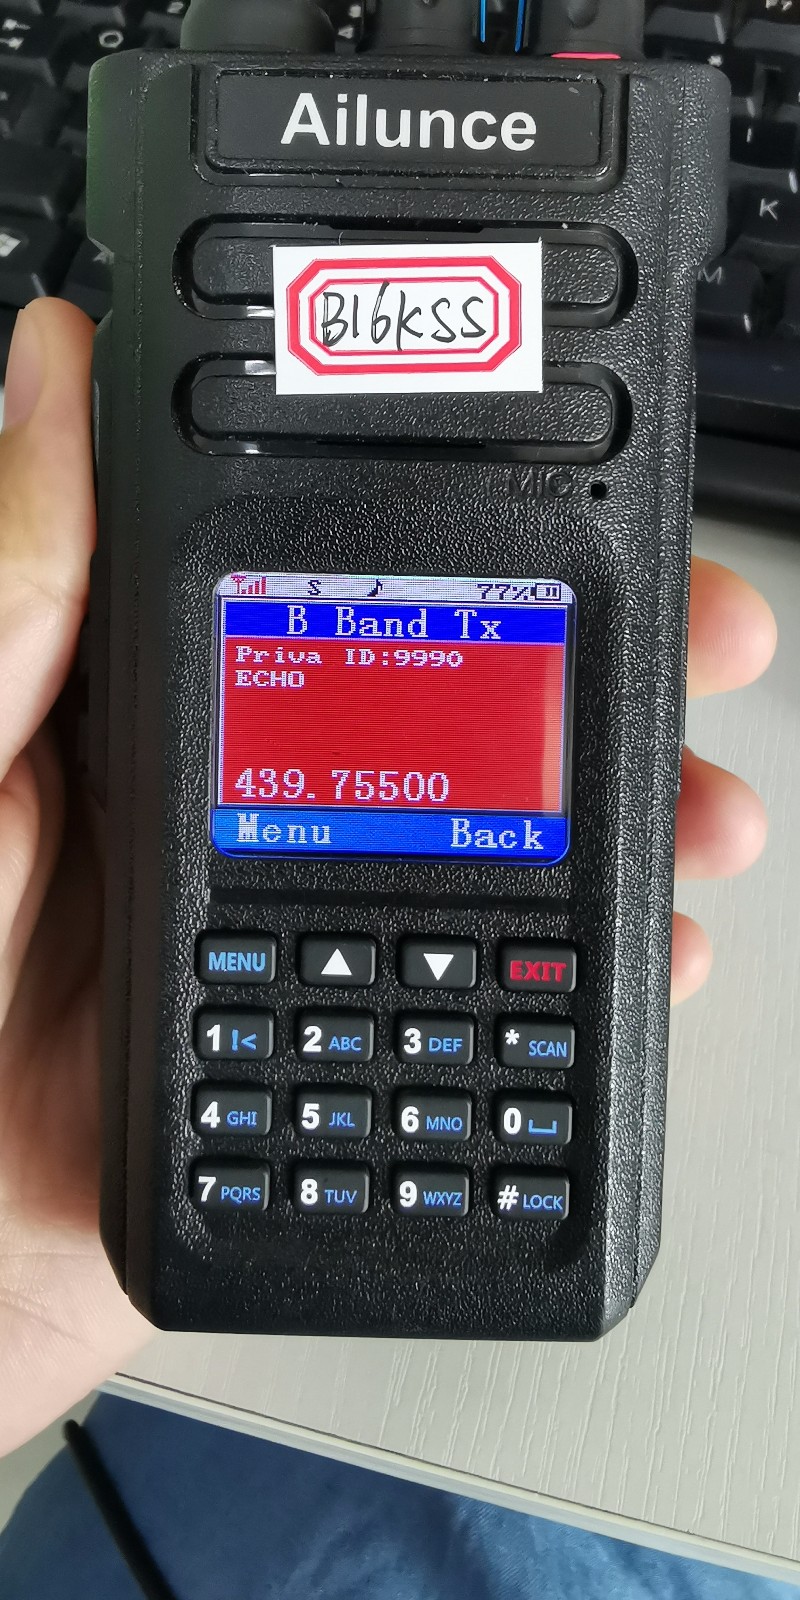 Ailunce
BI6KSS
MIC
S 77%
B Band Tx
Priva ID:9990
ECHO
439.75500
Menu Back
MENU ▲ ▼ EXIT
1 !< 2 ABC 3 DEF * SCAN
4 GHI 5 JKL 6 MNO 0
7 PQRS 8 TUV 9 WXYZ # LOCK